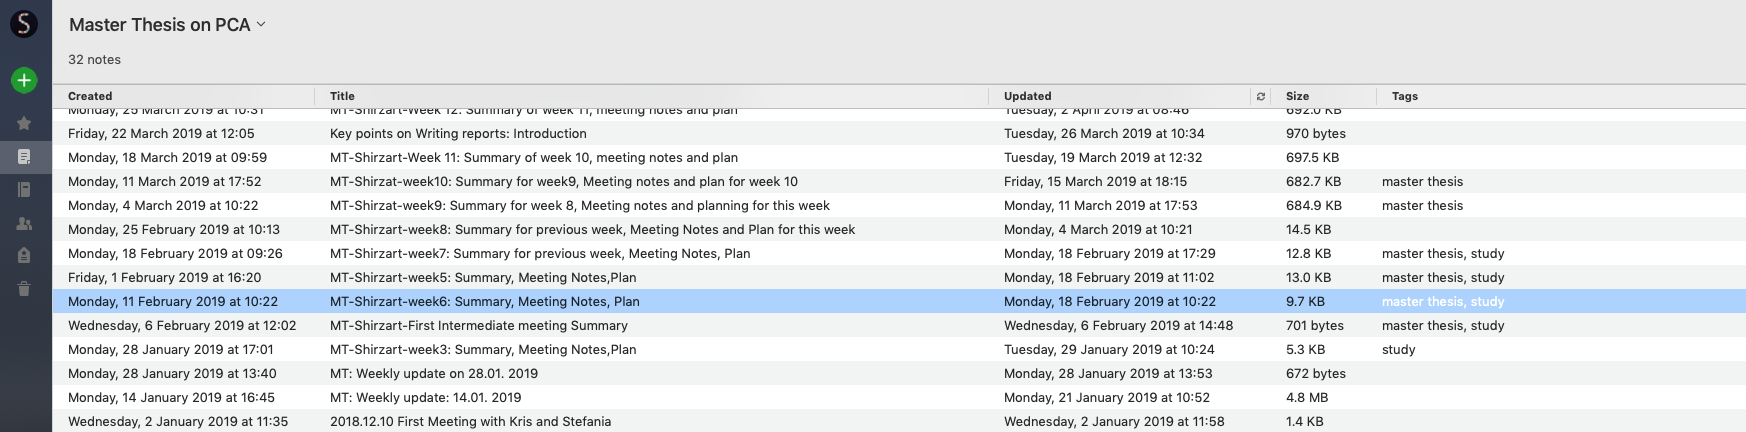 S
Master Thesis on PCA
32 notes
Created Title Updated Size Tags
Monday, 25 March 2019 at 10:31 MT-Shirzart-Week 12: Summary of week 11, meeting notes and plan Tuesday, 2 April 2019 at 08:46 692.0 KB
Friday, 22 March 2019 at 12:05 Key points on Writing reports: Introduction Tuesday, 26 March 2019 at 10:34 970 bytes
Monday, 18 March 2019 at 09:59 MT-Shirzart-Week 11: Summary of week 10, meeting notes and plan Tuesday, 19 March 2019 at 12:32 697.5 KB
Monday, 11 March 2019 at 17:52 MT-Shirzat-week10: Summary for week9, Meeting notes and plan for week 10 Friday, 15 March 2019 at 18:15 682.7 KB master thesis
Monday, 4 March 2019 at 10:22 MT-Shirzat-week9: Summary for week 8, Meeting notes and planning for this week Monday, 11 March 2019 at 17:53 684.9 KB master thesis
Monday, 25 February 2019 at 10:13 MT-Shirzart-week8: Summary for previous week, Meeting Notes and Plan for this week Monday, 4 March 2019 at 10:21 14.5 KB
Monday, 18 February 2019 at 09:26 MT-Shirzart-week7: Summary for previous week, Meeting Notes, Plan Monday, 18 February 2019 at 17:29 12.8 KB master thesis, study
Friday, 1 February 2019 at 16:20 MT-Shirzart-week5: Summary, Meeting Notes,Plan Monday, 18 February 2019 at 11:02 13.0 KB master thesis, study
Monday, 11 February 2019 at 10:22 MT-Shirzart-week6: Summary, Meeting Notes, Plan Monday, 18 February 2019 at 10:22 9.7 KB master thesis, study
Wednesday, 6 February 2019 at 12:02 MT-Shirzart-First Intermediate meeting Summary Wednesday, 6 February 2019 at 14:48 701 bytes master thesis, study
Monday, 28 January 2019 at 17:01 MT-Shirzart-week3: Summary, Meeting Notes,Plan Tuesday, 29 January 2019 at 10:24 5.3 KB study
Monday, 28 January 2019 at 13:40 MT: Weekly update on 28.01. 2019 Monday, 28 January 2019 at 13:53 672 bytes
Monday, 14 January 2019 at 16:45 MT: Weekly update: 14.01. 2019 Monday, 21 January 2019 at 10:52 4.8 MB
Wednesday, 2 January 2019 at 11:35 2018.12.10 First Meeting with Kris and Stefania Wednesday, 2 January 2019 at 11:58 1.4 KB